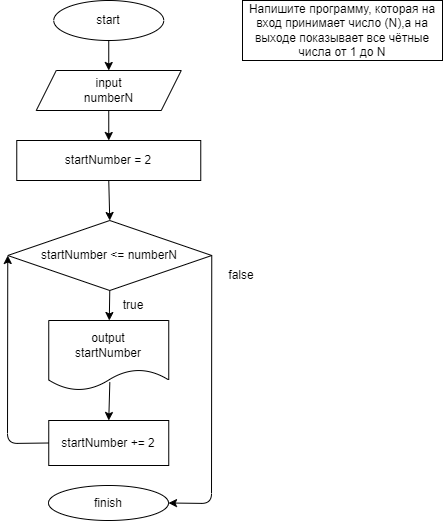 start
Напишите программу, которая на
вход принимает число (N),а на
выходе показывает все чётные
числа от 1 до N
input
numberN
startNumber = 2
startNumber <= numberN
false
true
output
startNumber
startNumber += 2
finish